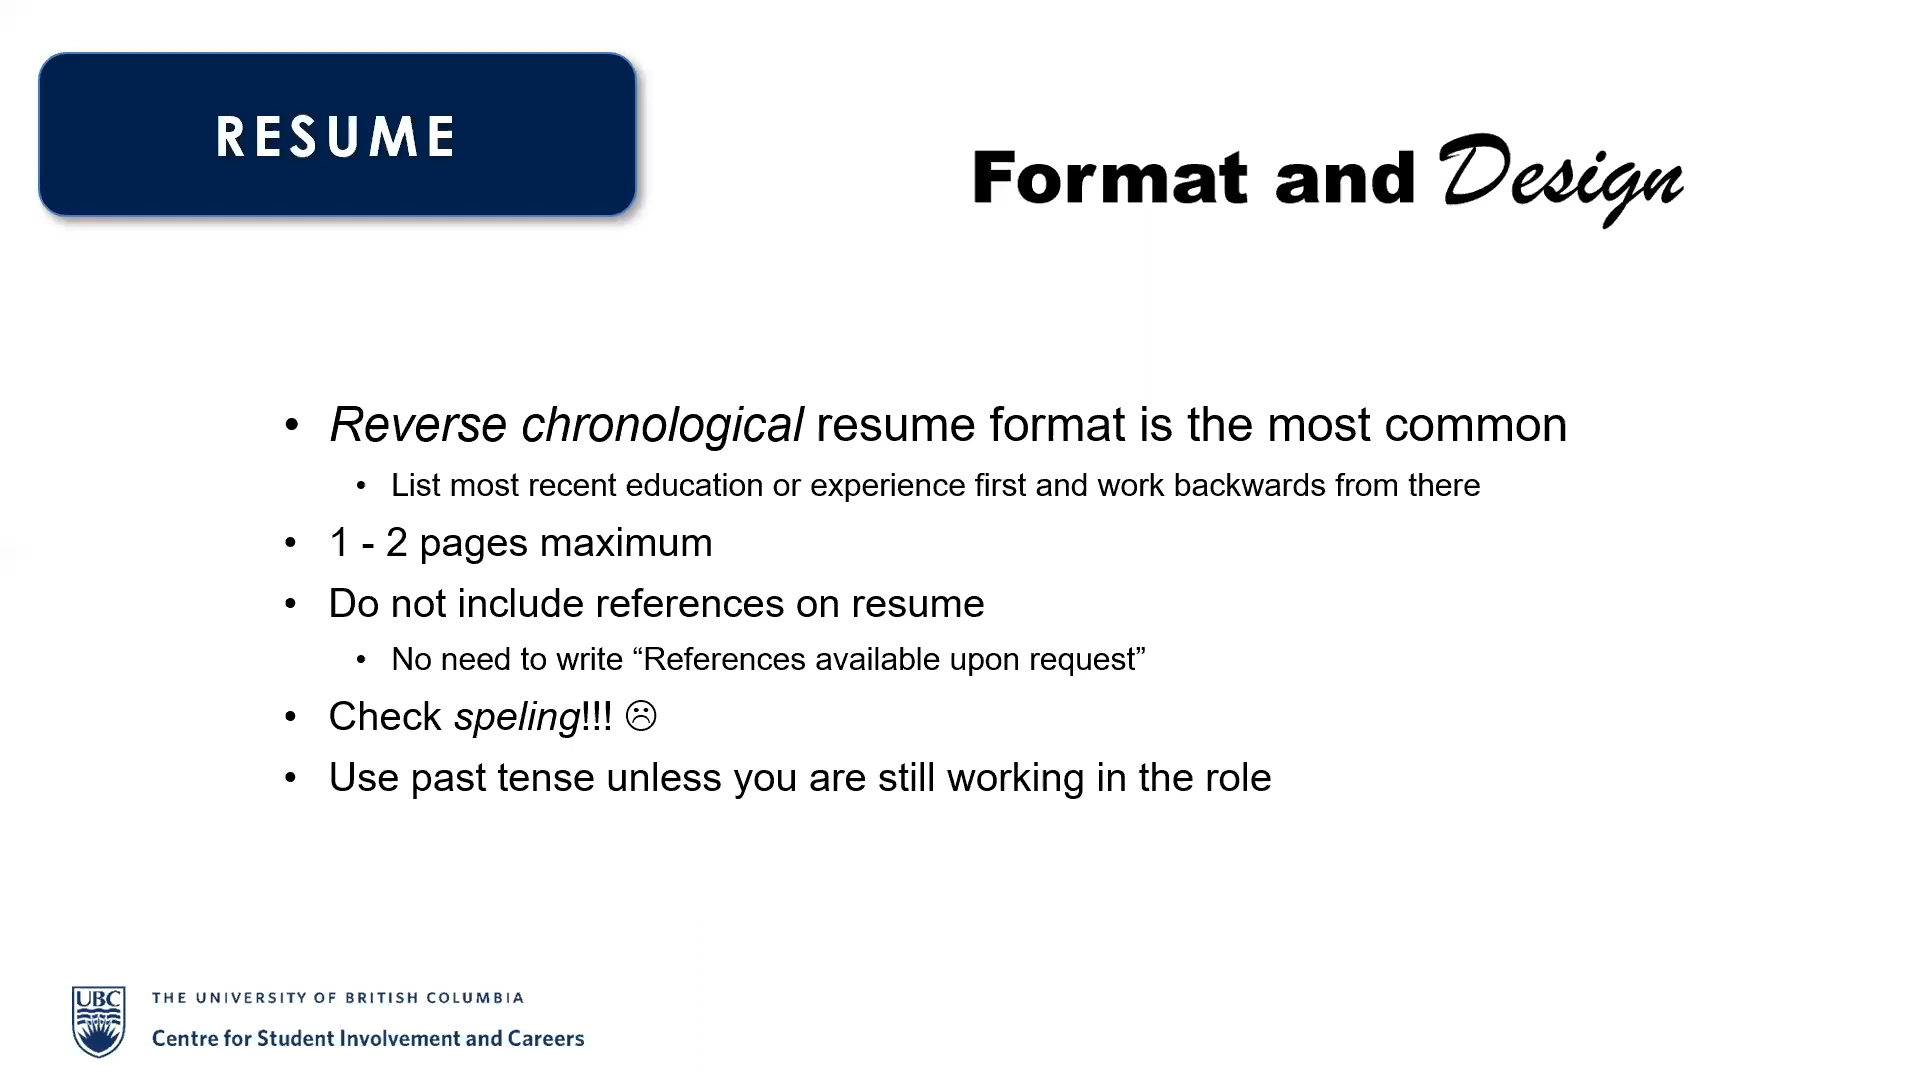 RESUME
Format and Design
• Reverse chronological resume format is the most common
• List most recent education or experience first and work backwards from there
• 1 - 2 pages maximum
• Do not include references on resume
• No need to write “References available upon request”
• Check speling!!! ☹
• Use past tense unless you are still working in the role
UBC
THE UNIVERSITY OF BRITISH COLUMBIA
Centre for Student Involvement and Careers